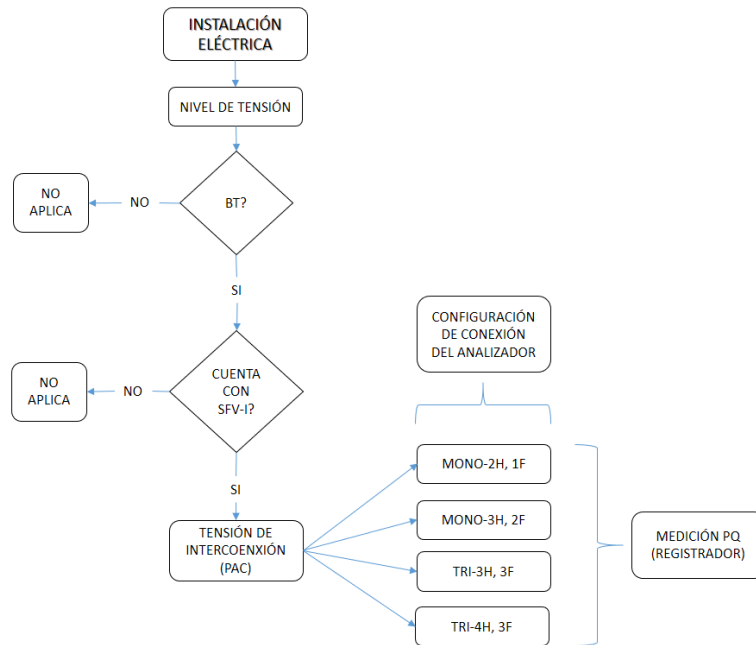 INSTALACIÓN
ELÉCTRICA
NIVEL DE TENSIÓN
BT?
NO
NO
APLICA
SI
CUENTA
CON
SFV-I?
NO
NO
APLICA
SI
TENSIÓN DE
INTERCOENXIÓN
(PAC)
CONFIGURACIÓN
DE CONEXIÓN
DEL ANALIZADOR
MONO-2H, 1F
MONO-3H, 2F
TRI-3H, 3F
TRI-4H, 3F
MEDICIÓN PQ
(REGISTRADOR)